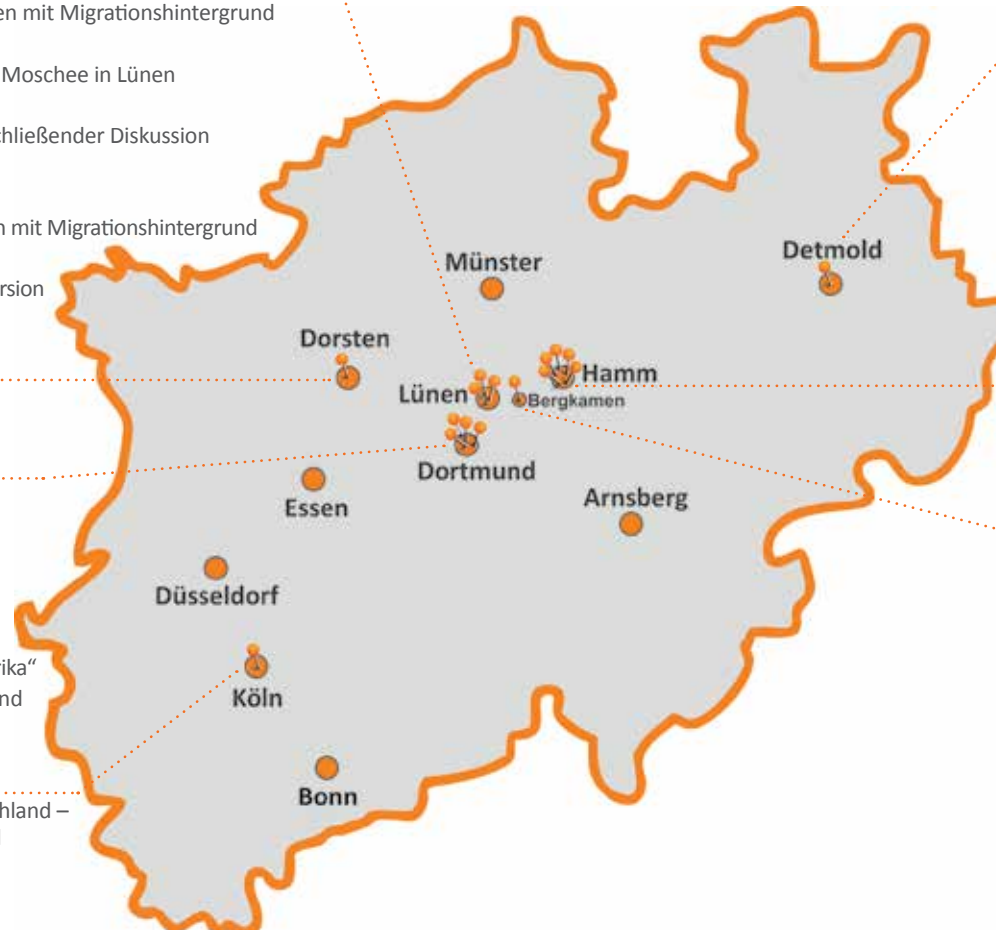 en mit Migrationshintergrund
Moschee in Lünen
chließender Diskussion
n mit Migrationshintergrund
rsion
rika“
nd
hland –
Münster
Detmold
Dorsten
Hamm
Lünen
Bergkamen
Dortmund
Essen
Arnsberg
Düsseldorf
Köln
Bonn